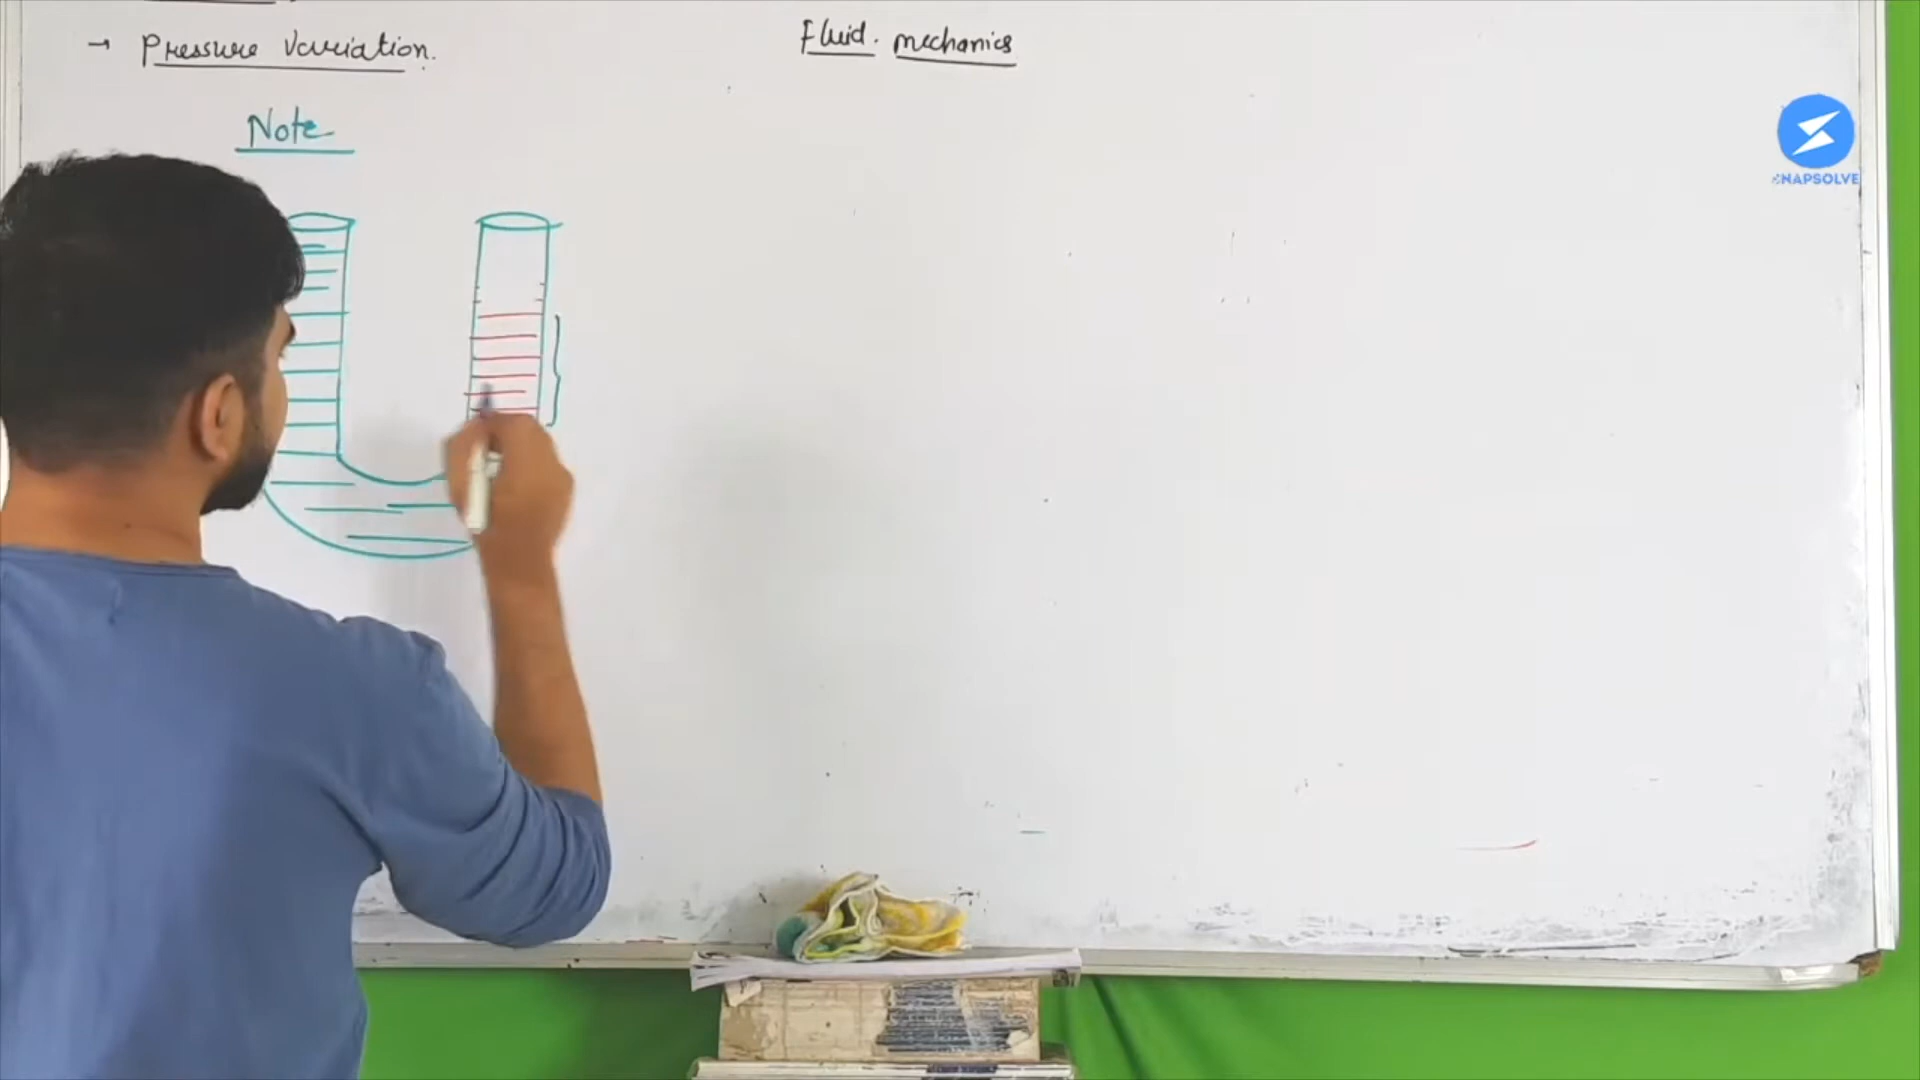 → Pressure Variation.
Fluid. mechanics
Note
SNAPSOLVE